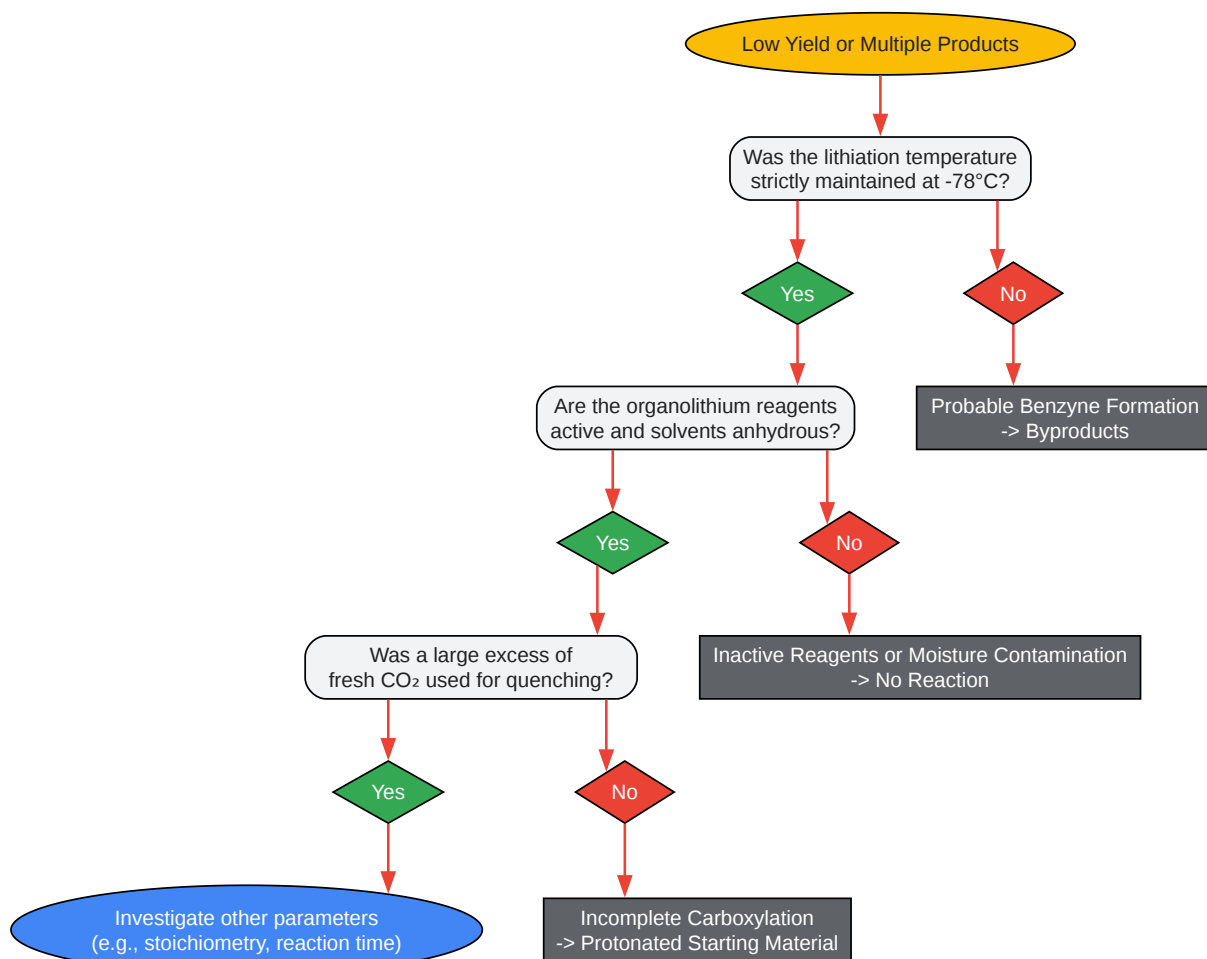 Low Yield or Multiple Products
Was the lithiation temperature
strictly maintained at -78°C?
Yes
No
Are the organolithium reagents
active and solvents anhydrous?
Probable Benzyne Formation
-> Byproducts
Yes
No
Was a large excess of
fresh CO₂ used for quenching?
Inactive Reagents or Moisture Contamination
-> No Reaction
Yes
No
Investigate other parameters
(e.g., stoichiometry, reaction time)
Incomplete Carboxylation
-> Protonated Starting Material